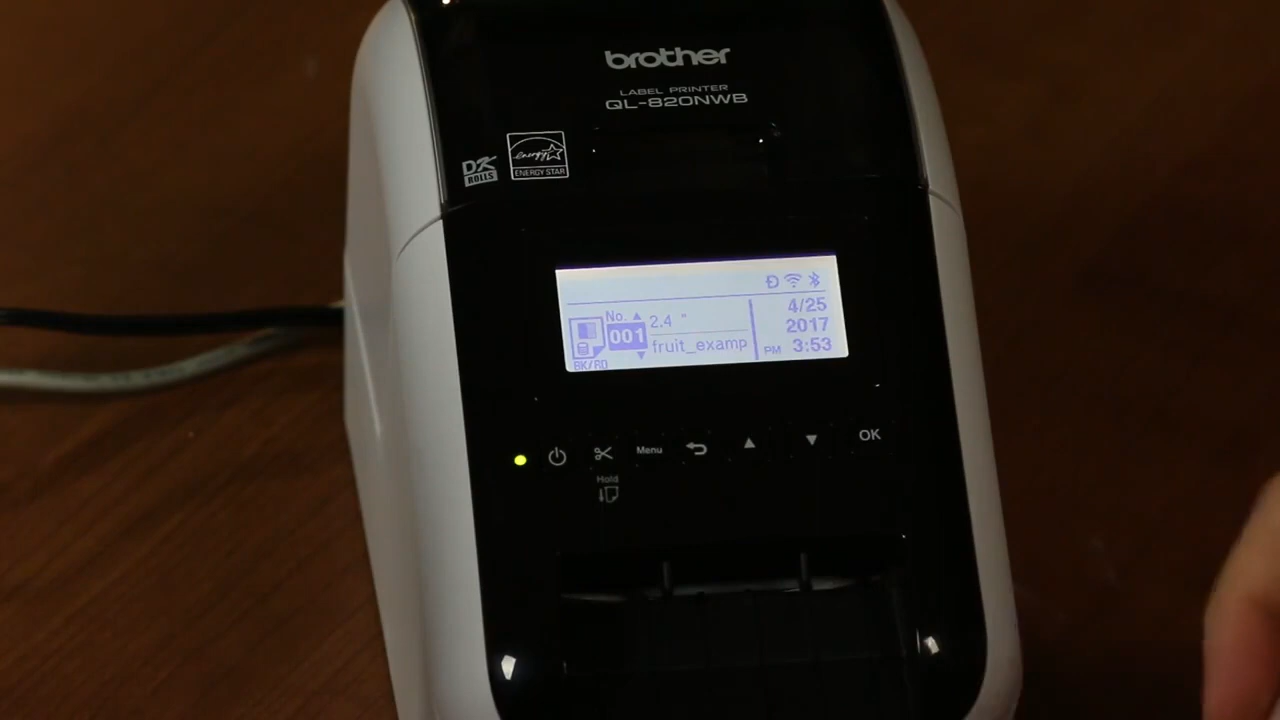 brother
LABEL PRINTER
QL-820NWB
DK
ROLLS
energy
ENERGY STAR
No.
001
2.4 "
fruit_examp
BK/RD
4/25
2017
PM 3:53
Menu
OK
Hold